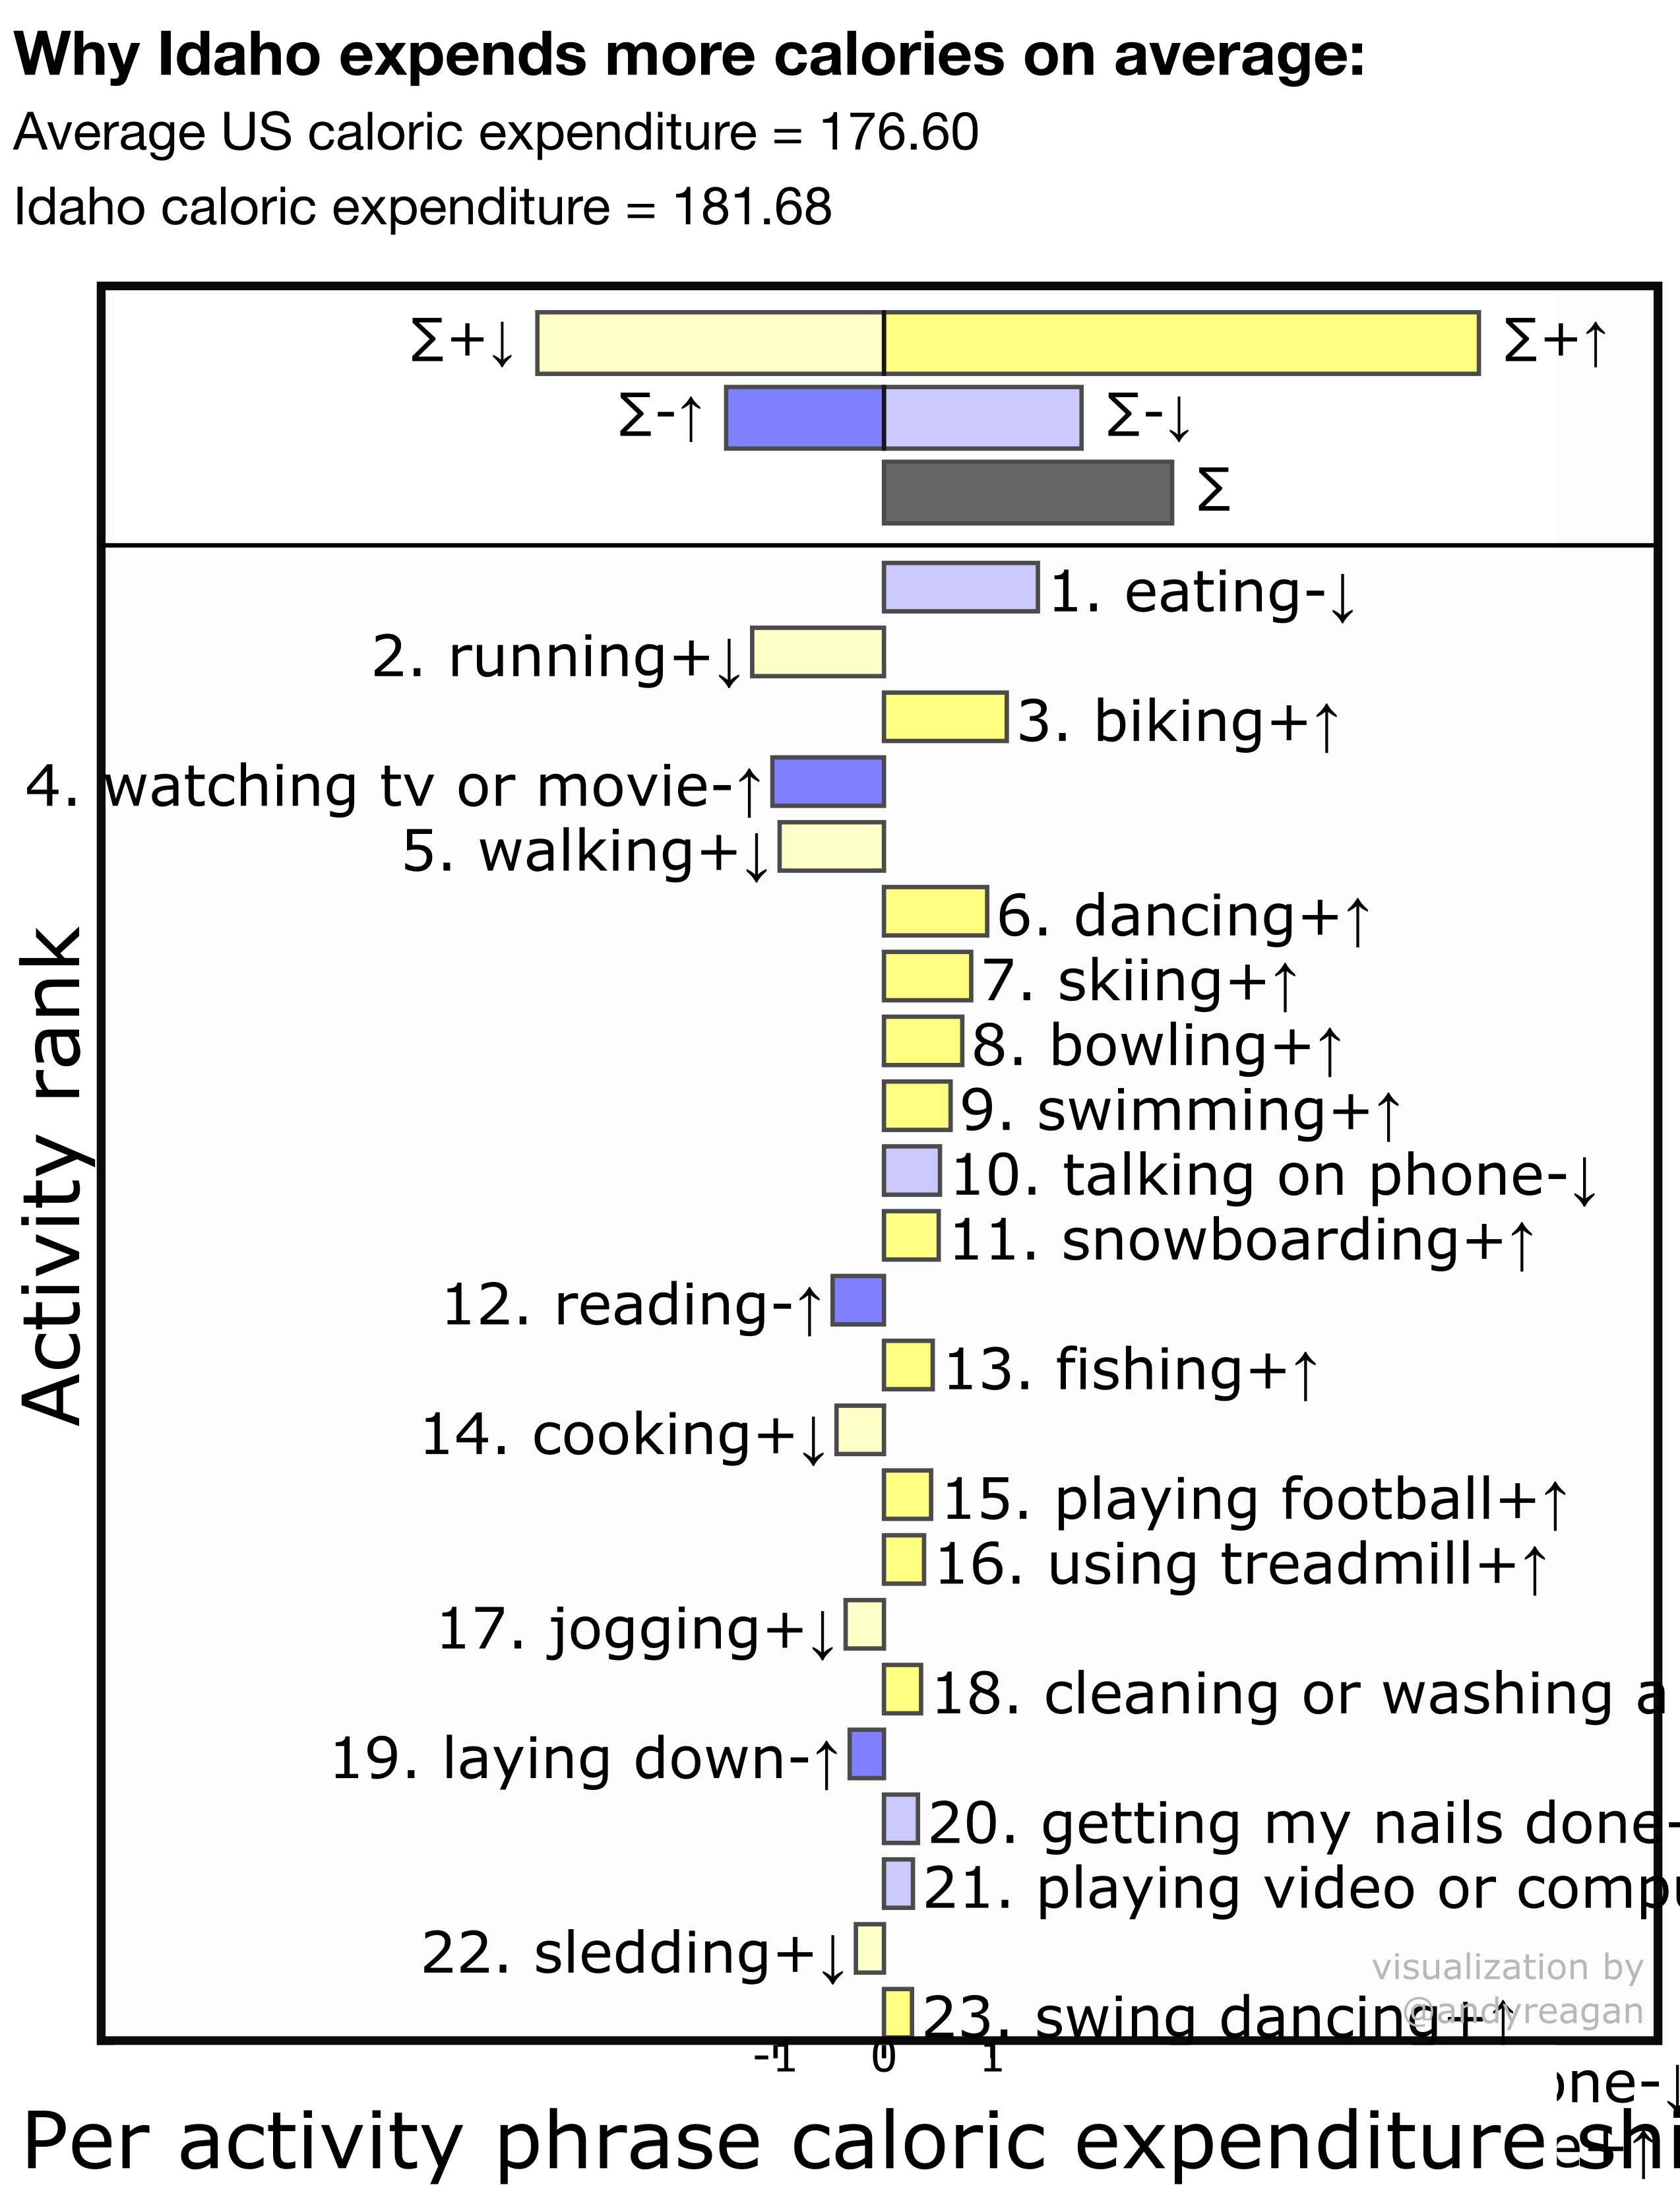 Why Idaho expends more calories on average:
Average US caloric expenditure = 176.60
Idaho caloric expenditure = 181.68
∑+↓ ∑+↑
∑-↑ ∑-↓
∑
1. eating-↓
2. running+↓
3. biking+↑
4. watching tv or movie-↑
5. walking+↓
6. dancing+↑
7. skiing+↑
8. bowling+↑
9. swimming+↑
10. talking on phone-↓
11. snowboarding+↑
12. reading-↑
13. fishing+↑
14. cooking+↓
15. playing football+↑
16. using treadmill+↑
17. jogging+↓
18. cleaning or washing a
19. laying down-↑
20. getting my nails done-
21. playing video or comp
22. sledding+↓
23. swing dancing+↑
Activity rank
visualization by
@andyreagan
-1 0 1
one-↓
Per activity phrase caloric expenditure shi
e+↑